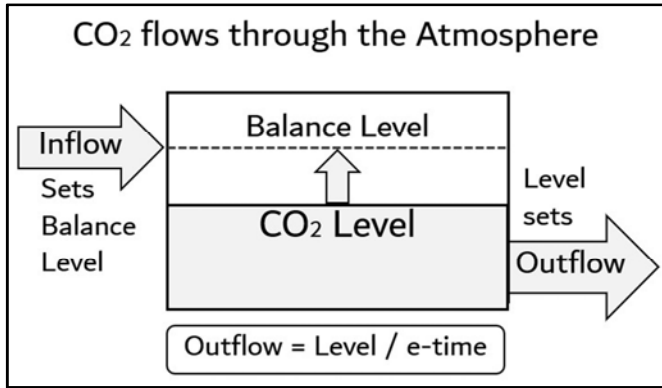 CO₂ flows through the Atmosphere
Inflow
Sets
Balance
Level
Balance Level
CO₂ Level
Level
sets
Outflow
Outflow = Level / e-time